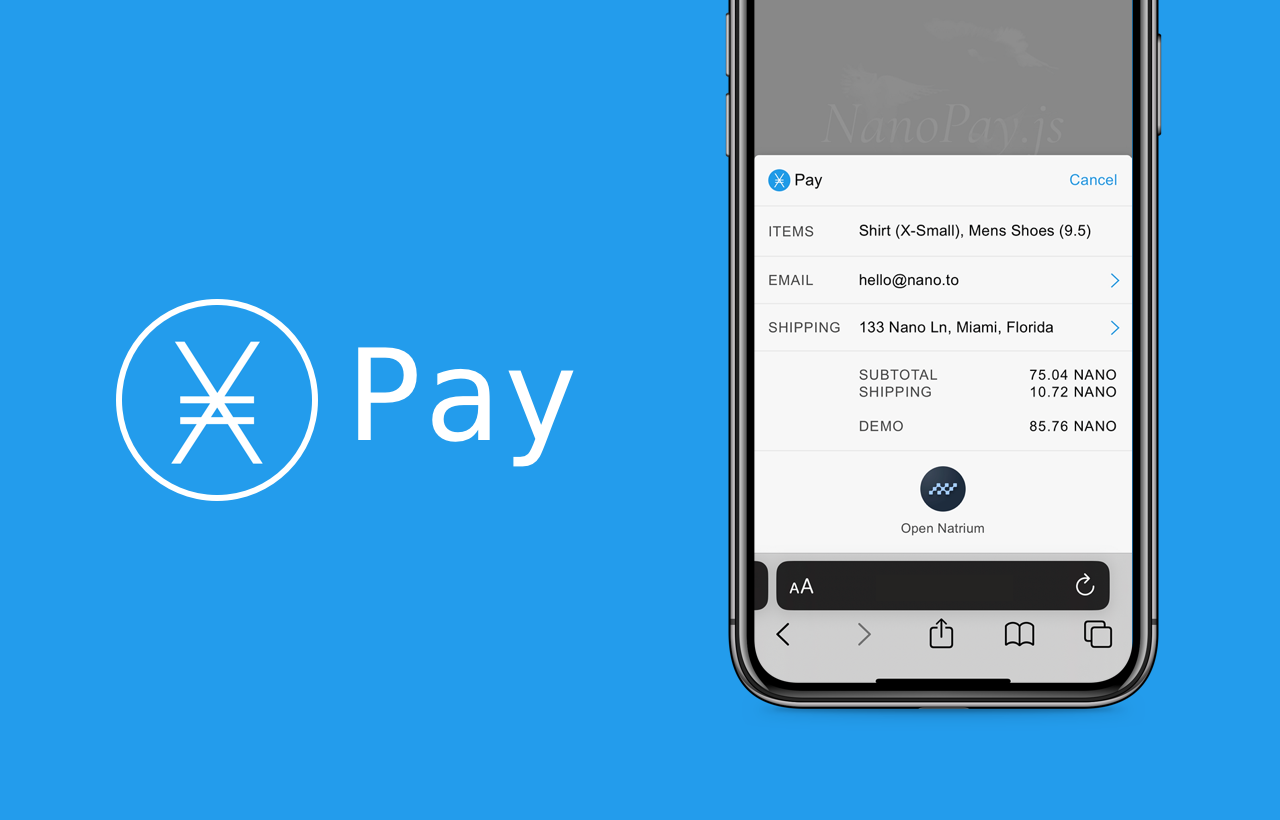 Pay
NanoPay.js
Pay Cancel
ITEMS Shirt (X-Small), Mens Shoes (9.5)
EMAIL hello@nano.to
SHIPPING 133 Nano Ln, Miami, Florida
SUBTOTAL 75.04 NANO
SHIPPING 10.72 NANO
DEMO 85.76 NANO
Open Natrium
AA